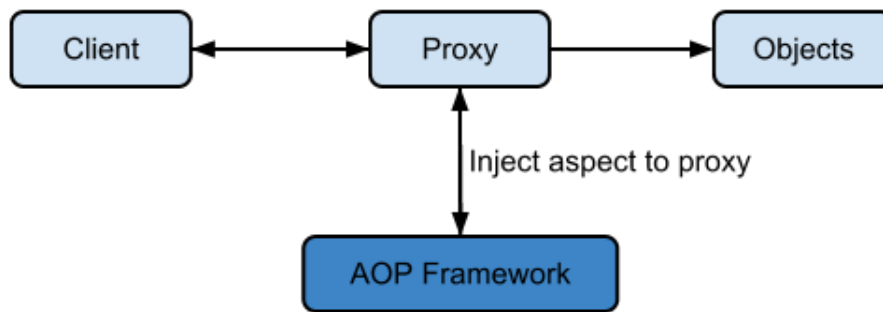 Client
Proxy
Objects
Inject aspect to proxy
AOP Framework